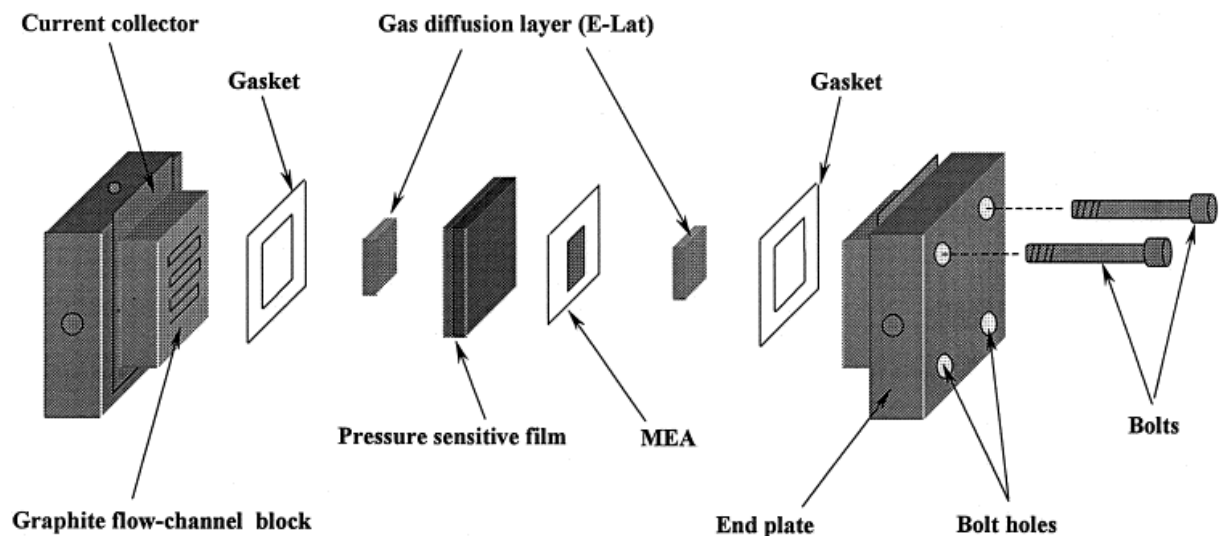 Current collector
Gas diffusion layer (E-Lat)
Gasket
Gasket
Pressure sensitive film
MEA
Bolts
Graphite flow-channel block
End plate
Bolt holes